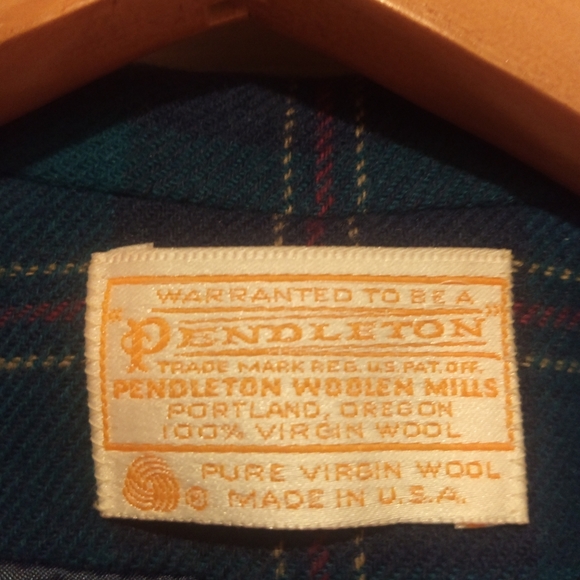 WARRANTED TO BE A
"PENDLETON"
TRADE MARK REG. U.S. PAT. OFF.
PENDLETON WOOLEN MILLS
PORTLAND, OREGON
100% VIRGIN WOOL
PURE VIRGIN WOOL
® MADE IN U.S.A.